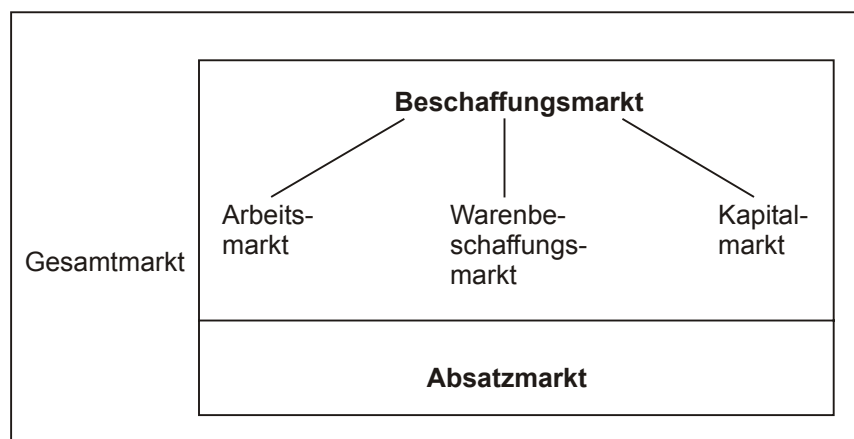 Beschaffungsmarkt
Arbeits-
markt
Warenbe-
schaffungs-
markt
Kapital-
markt
Gesamtmarkt
Absatzmarkt